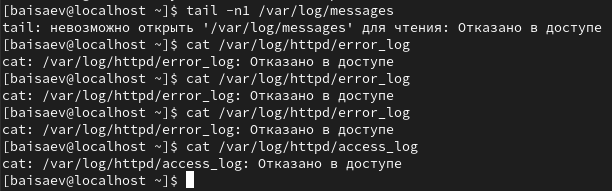 [baisaev@localhost ~]$ tail -n1 /var/log/messages
tail: невозможно открыть '/var/log/messages' для чтения: Отказано в доступе
[baisaev@localhost ~]$ cat /var/log/httpd/error_log
cat: /var/log/httpd/error_log: Отказано в доступе
[baisaev@localhost ~]$ cat /var/log/httpd/error_log
cat: /var/log/httpd/error_log: Отказано в доступе
[baisaev@localhost ~]$ cat /var/log/httpd/error_log
cat: /var/log/httpd/error_log: Отказано в доступе
[baisaev@localhost ~]$ cat /var/log/httpd/access_log
cat: /var/log/httpd/access_log: Отказано в доступе
[baisaev@localhost ~]$